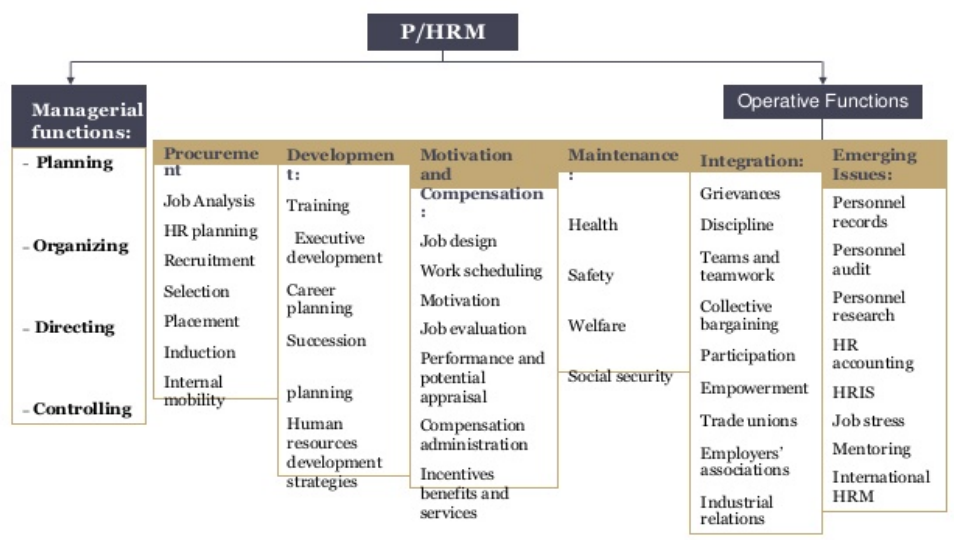 P/HRM
Managerial
functions:
- Planning
- Organizing
- Directing
- Controlling
Operative Functions
Procureme
nt
Job Analysis
HR planning
Recruitment
Selection
Placement
Induction
Internal
mobility
Developmen
t:
Training
Executive
development
Career
planning
Succession
planning
Human
resources
development
strategies
Motivation
and
Compensation
:
Job design
Work scheduling
Motivation
Job evaluation
Performance and
potential
appraisal
Compensation
administration
Incentives
benefits and
services
Maintenance
:
Health
Safety
Welfare
Social security
Integration:
Grievances
Discipline
Teams and
teamwork
Collective
bargaining
Participation
Empowerment
Trade unions
Employers’
associations
Industrial
relations
Emerging
Issues:
Personnel
records
Personnel
audit
Personnel
research
HR
accounting
HRIS
Job stress
Mentoring
International
HRM